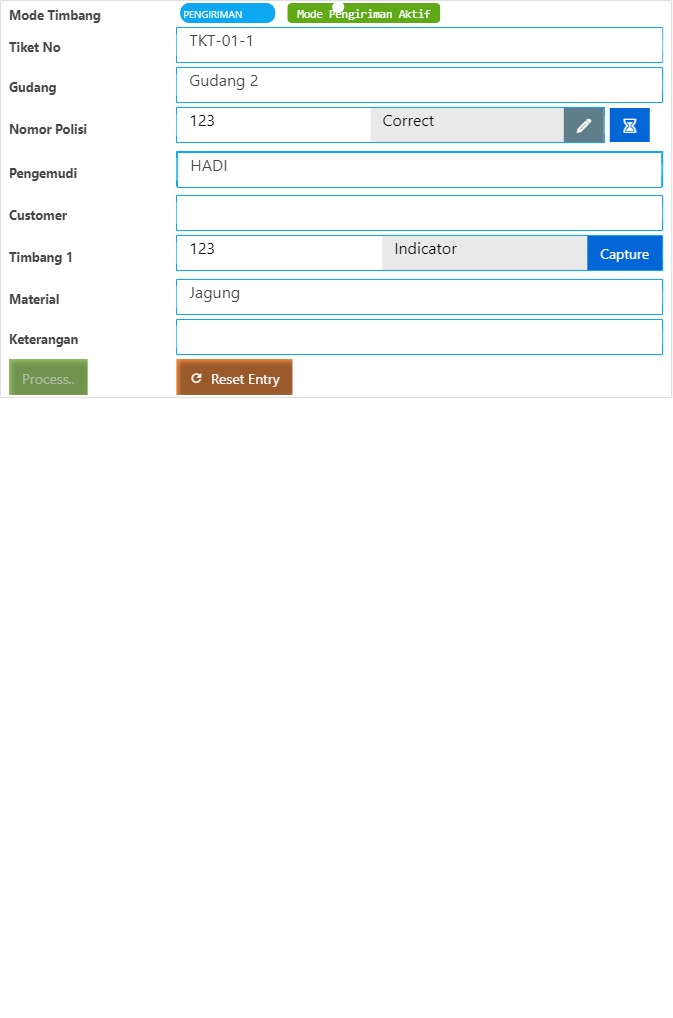 Mode Timbang PENGIRIMAN Mode Pengiriman Aktif
Tiket No TKT-01-1
Gudang Gudang 2
Nomor Polisi 123 Correct
Pengemudi HADI
Customer
Timbang 1 123 Indicator Capture
Material Jagung
Keterangan
Process.. Reset Entry